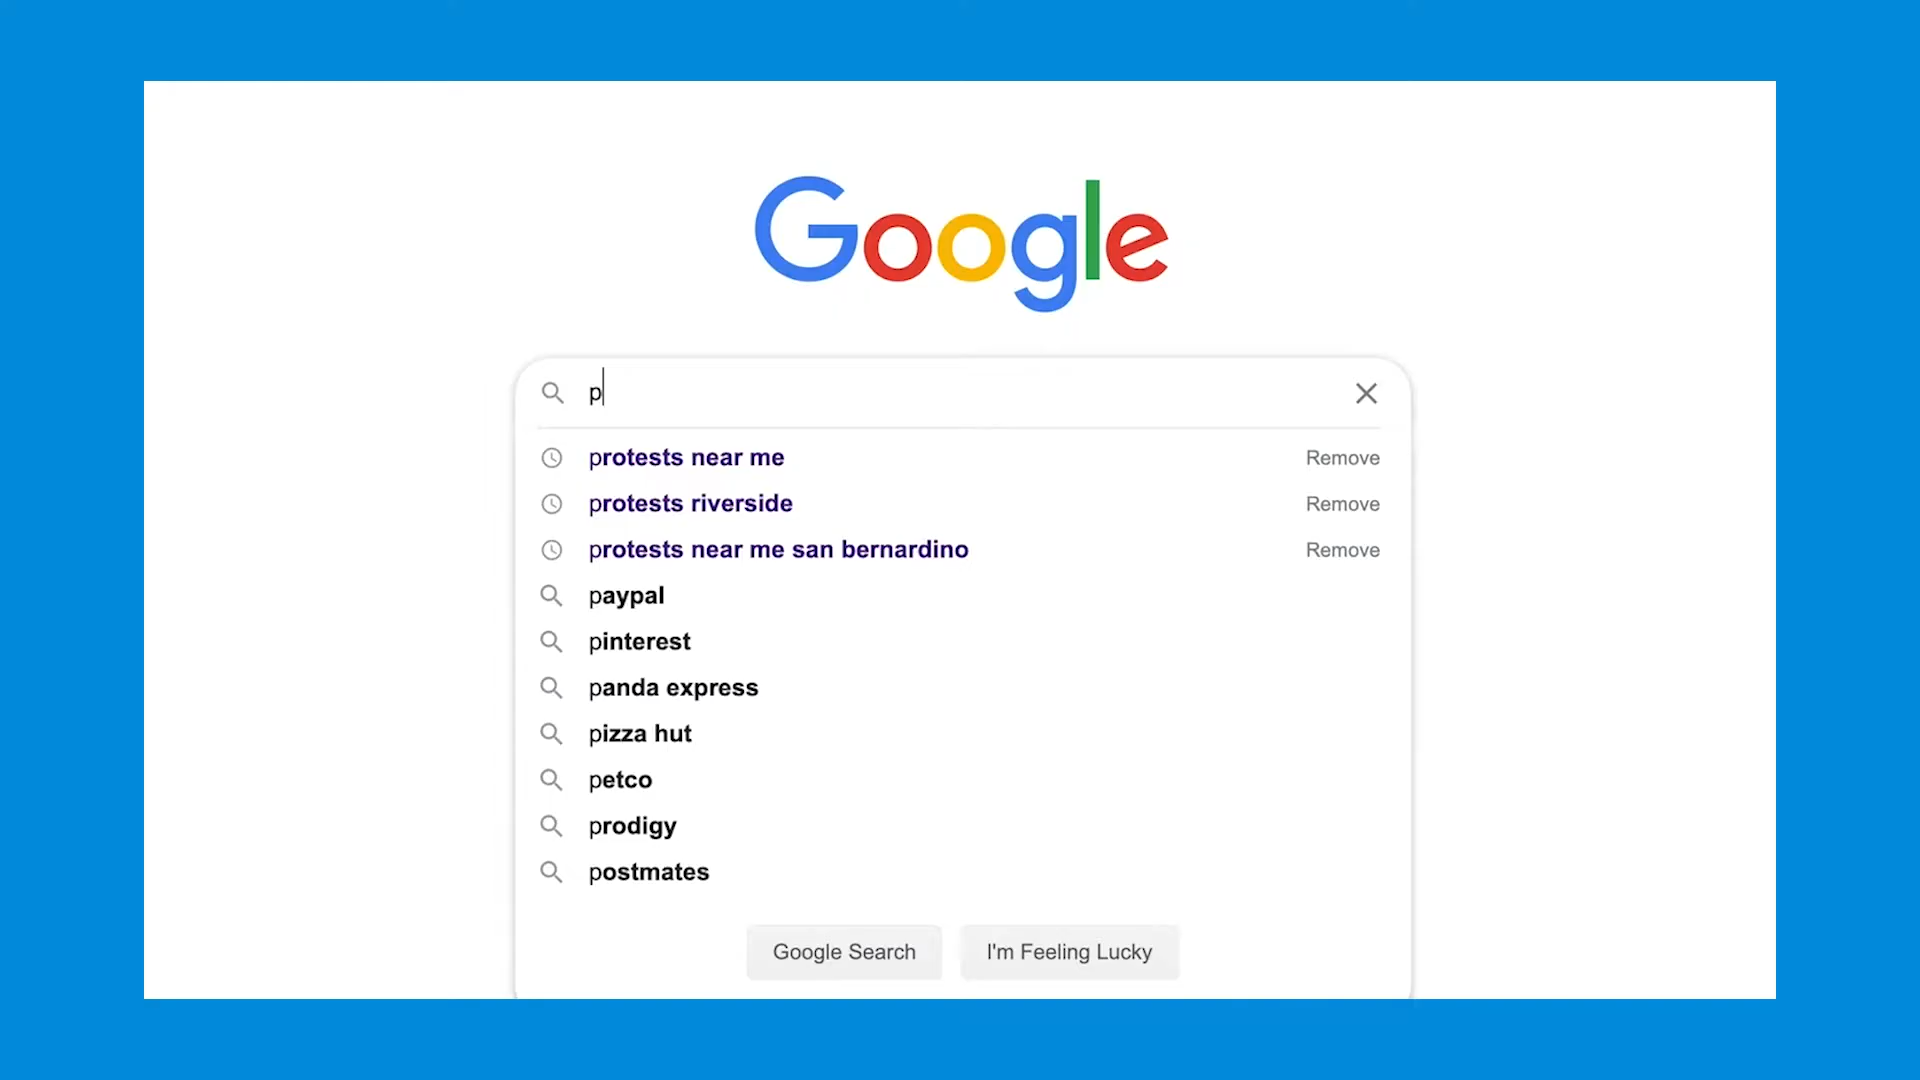 Google
p
protests near me Remove
protests riverside Remove
protests near me san bernardino Remove
paypal
pinterest
panda express
pizza hut
petco
prodigy
postmates
Google Search I'm Feeling Lucky